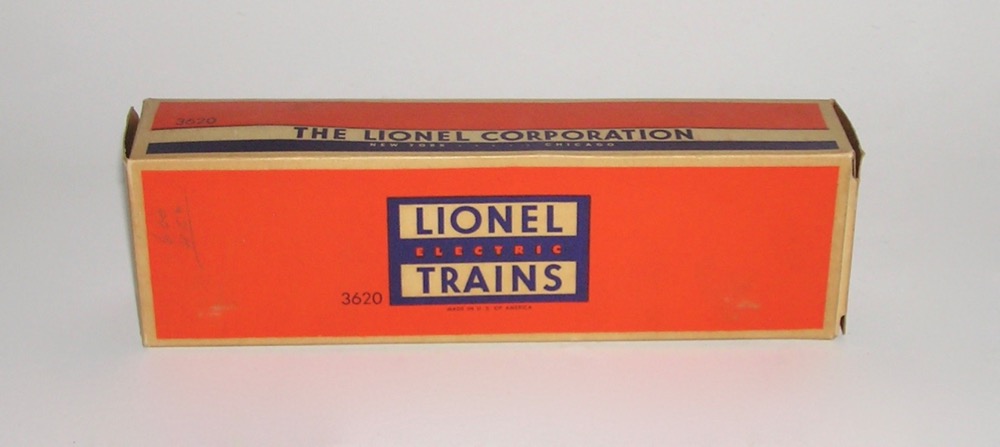 3620
THE LIONEL CORPORATION
NEW YORK · · · · · CHICAGO
LIONEL
ELECTRIC
TRAINS
3620
MADE IN U. S. OF AMERICA